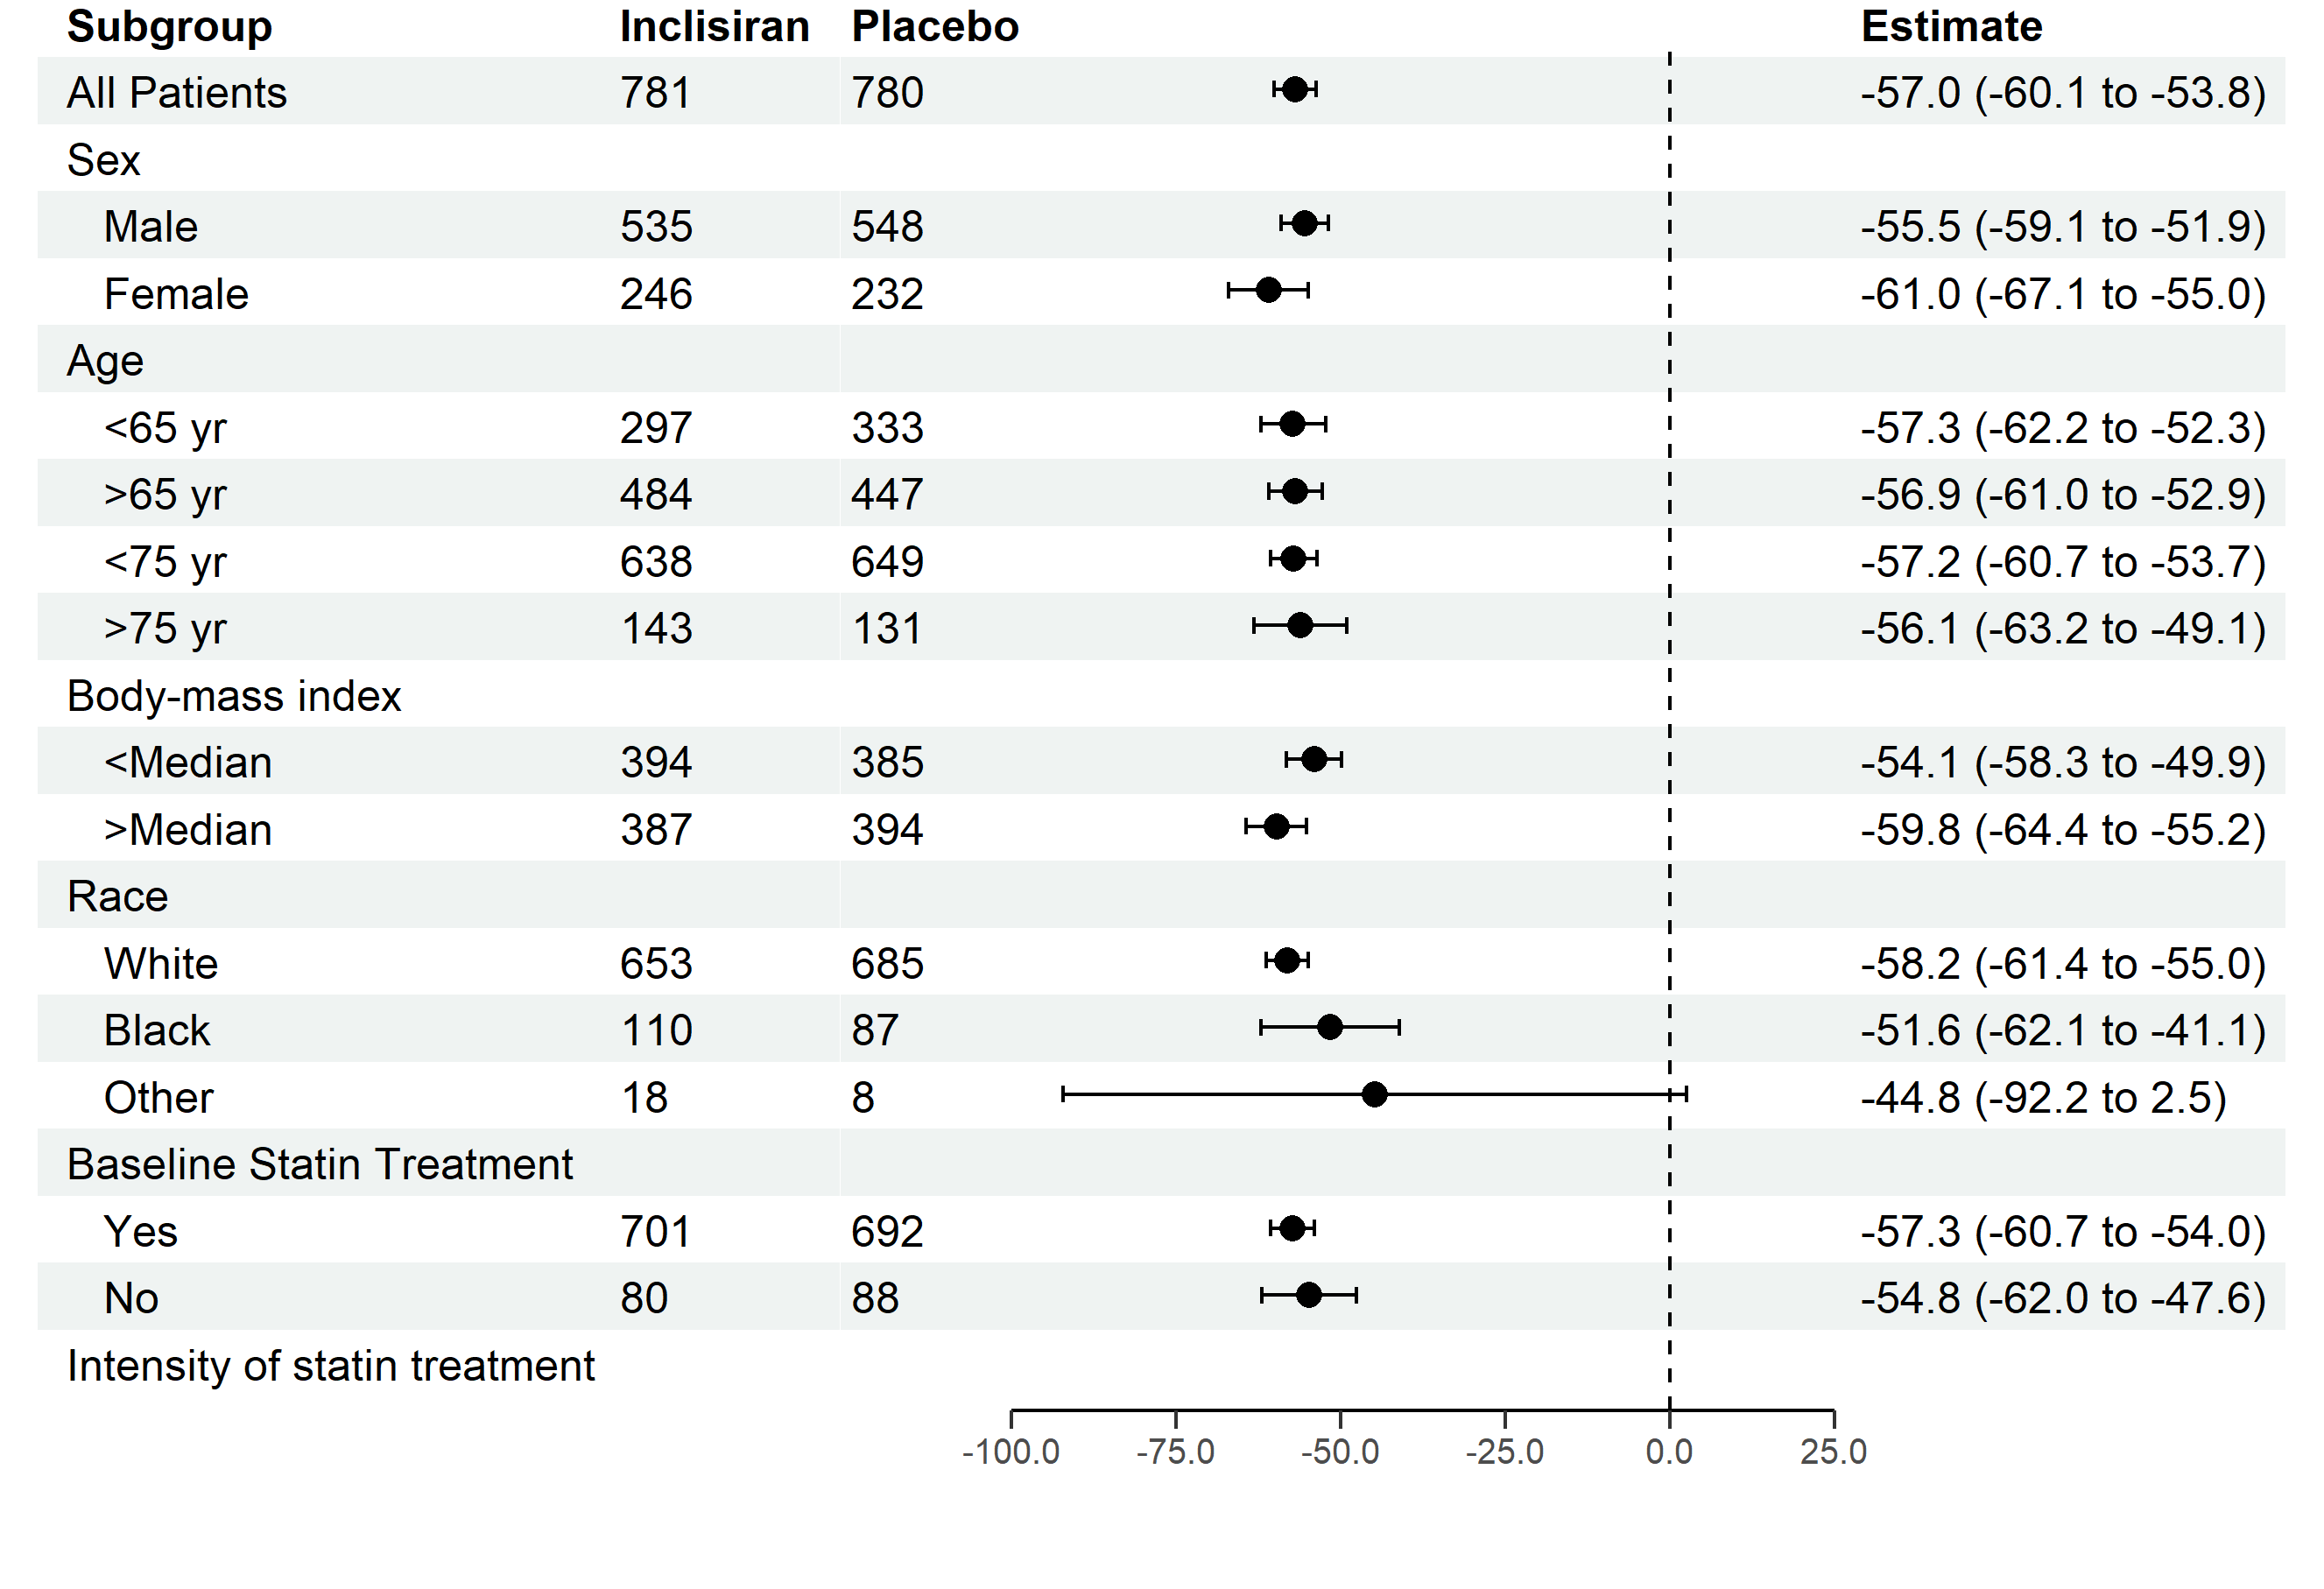 Subgroup Inclisiran Placebo Estimate
All Patients 781 780 -57.0 (-60.1 to -53.8)
Sex
Male 535 548 -55.5 (-59.1 to -51.9)
Female 246 232 -61.0 (-67.1 to -55.0)
Age
<65 yr 297 333 -57.3 (-62.2 to -52.3)
>65 yr 484 447 -56.9 (-61.0 to -52.9)
<75 yr 638 649 -57.2 (-60.7 to -53.7)
>75 yr 143 131 -56.1 (-63.2 to -49.1)
Body-mass index
<Median 394 385 -54.1 (-58.3 to -49.9)
>Median 387 394 -59.8 (-64.4 to -55.2)
Race
White 653 685 -58.2 (-61.4 to -55.0)
Black 110 87 -51.6 (-62.1 to -41.1)
Other 18 8 -44.8 (-92.2 to 2.5)
Baseline Statin Treatment
Yes 701 692 -57.3 (-60.7 to -54.0)
No 80 88 -54.8 (-62.0 to -47.6)
Intensity of statin treatment
-100.0 -75.0 -50.0 -25.0 0.0 25.0